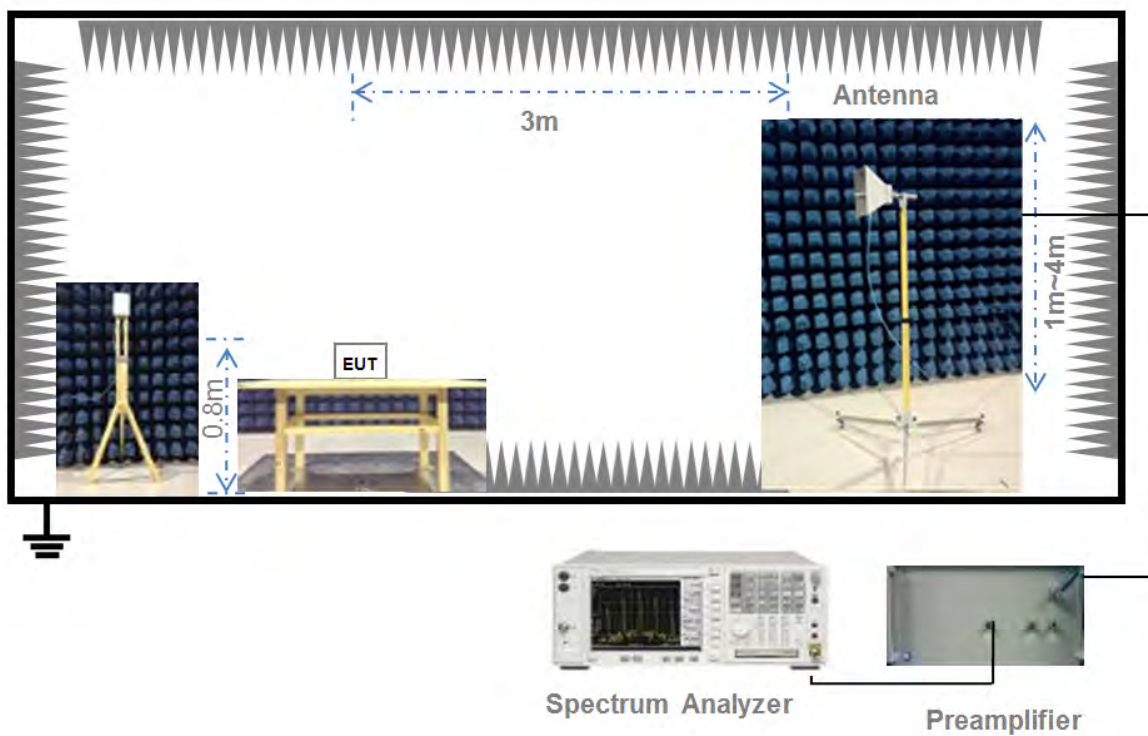 Antenna
3m
1m~4m
EUT
0.8m
Spectrum Analyzer
Preamplifier